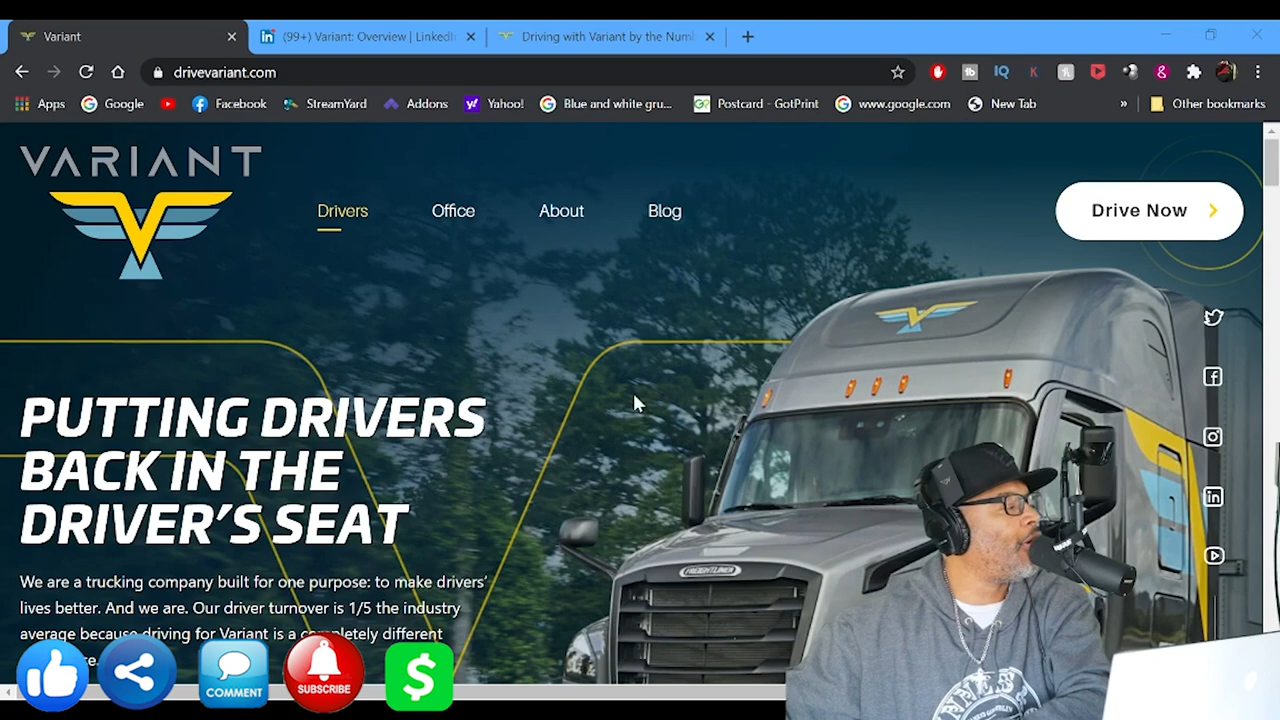 Variant
(99+) Variant: Overview | LinkedI
Driving with Variant by the Numb
drivevariant.com
Apps
Google
Facebook
StreamYard
Addons
Yahoo!
Blue and white gru...
Postcard - GotPrint
www.google.com
New Tab
»
Other bookmarks
VARIANT
Drivers
Office
About
Blog
Drive Now
PUTTING DRIVERS
BACK IN THE
DRIVER'S SEAT
We are a trucking company built for one purpose: to make drivers'
lives better. And we are. Our driver turnover is 1/5 the industry
average because driving for Variant is a completely different
FREIGHTLINER
COMMENT
SUBSCRIBE
$